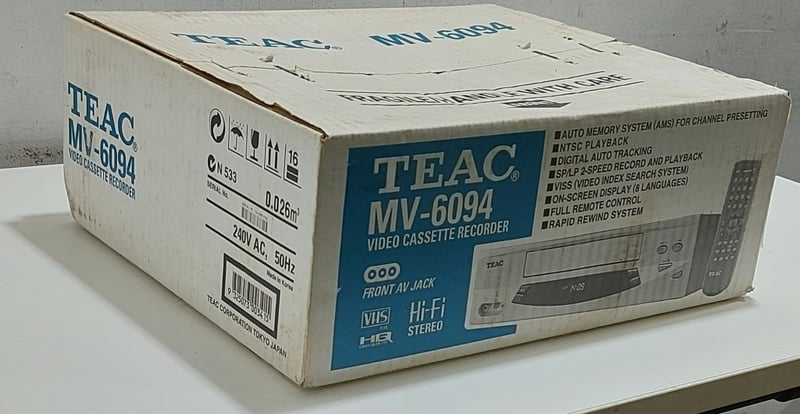 TEAC®
MV-6094
FRAGILE/HANDLE WITH CARE
TEAC®
MV-6094
VIDEO CASSETTE RECORDER
16
N 533
SERIAL No.
0.026m³
240V AC, 50Hz
Made in Korea
TEAC CORPORATION TOKYO JAPAN
TEAC®
MV-6094
VIDEO CASSETTE RECORDER
FRONT AV JACK
VHS
PAL
HQ
Hi-Fi
STEREO
■AUTO MEMORY SYSTEM (AMS) FOR CHANNEL PRESETTING
■NTSC PLAYBACK
■DIGITAL AUTO TRACKING
■SP/LP 2-SPEED RECORD AND PLAYBACK
■VISS (VIDEO INDEX SEARCH SYSTEM)
■ON-SCREEN DISPLAY (8 LANGUAGES)
■FULL REMOTE CONTROL
■RAPID REWIND SYSTEM
TEAC
TEAC